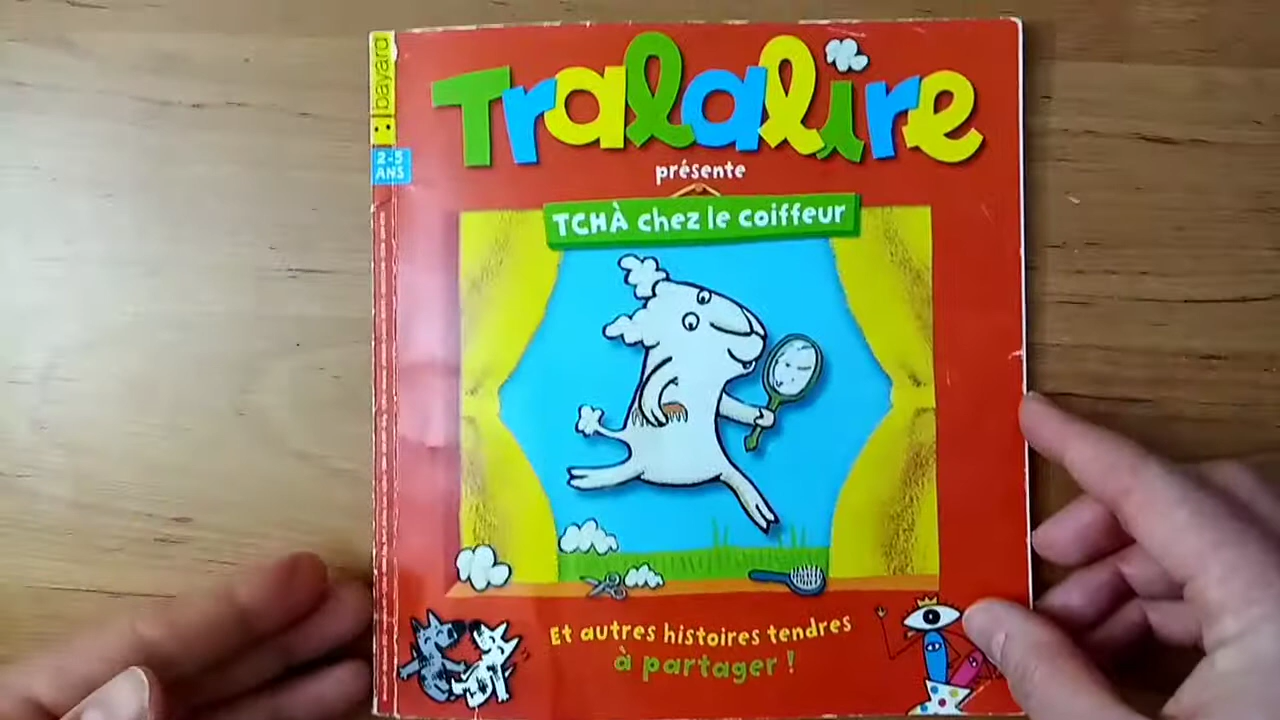 bayard
2-5
ANS
Tralalire
présente
TCHÀ chez le coiffeur
Et autres histoires tendres
à partager !